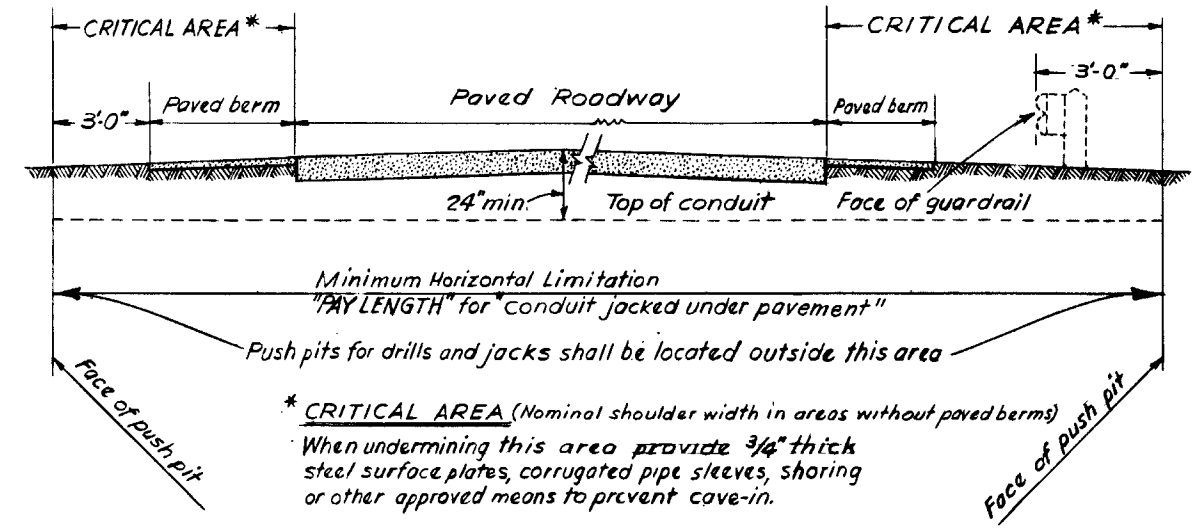 CRITICAL AREA*
CRITICAL AREA*
3'-0"
3'-0"
Paved berm
Paved Roadway
Paved berm
24" min.
Top of conduit
Face of guardrail
Minimum Horizontal Limitation
"PAY LENGTH" for "conduit jacked under pavement"
Push pits for drills and jacks shall be located outside this area
Face of push pit
Face of push pit
* CRITICAL AREA (Nominal shoulder width in areas without paved berms)
When undermining this area provide 3/4" thick
steel surface plates, corrugated pipe sleeves, shoring
or other approved means to prevent cave-in.